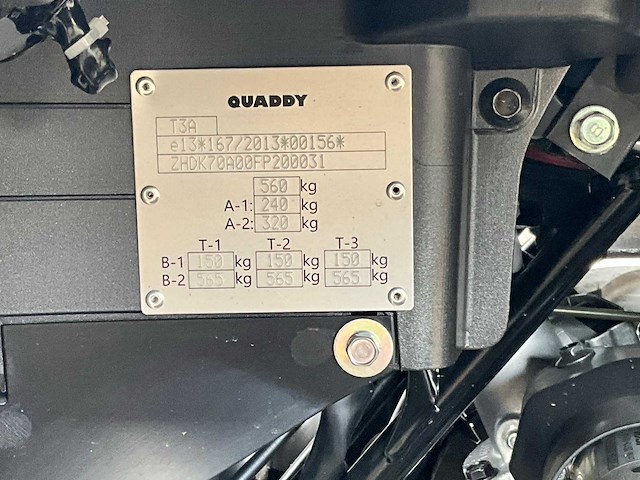 QUADDY
T3A
e13*167/2013*00156*
ZHDK70A00FP200031
560 kg
A-1: 240 kg
A-2: 320 kg
T-1 T-2 T-3
B-1 150 kg 150 kg 150 kg
B-2 565 kg 565 kg 565 kg